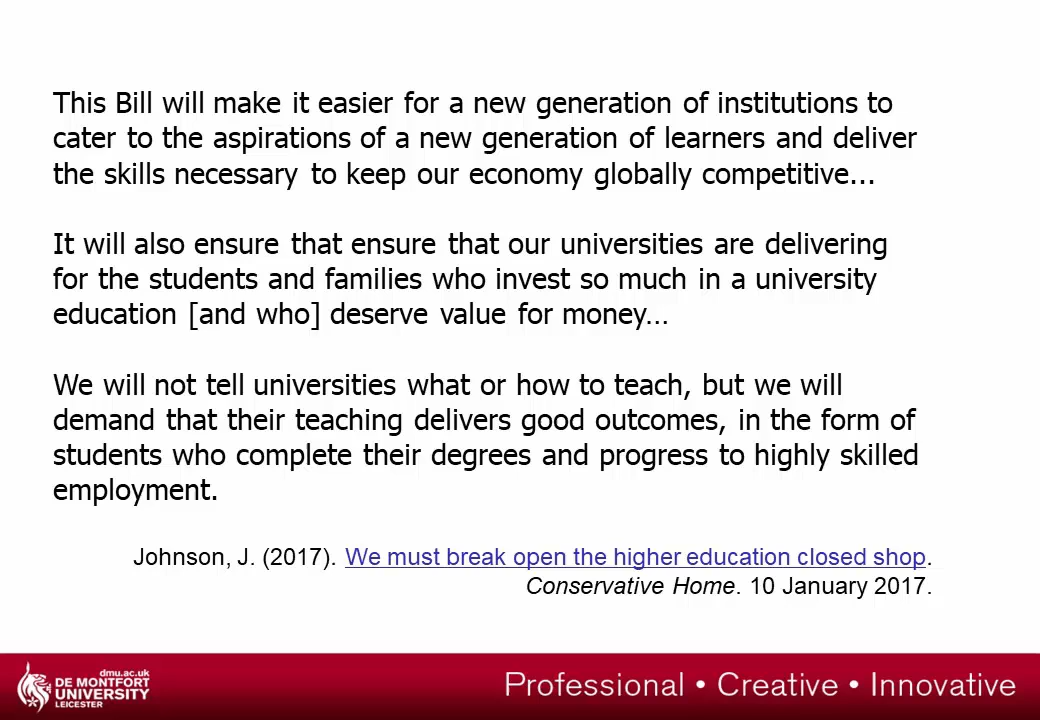 This Bill will make it easier for a new generation of institutions to
cater to the aspirations of a new generation of learners and deliver
the skills necessary to keep our economy globally competitive...
It will also ensure that ensure that our universities are delivering
for the students and families who invest so much in a university
education [and who] deserve value for money...
We will not tell universities what or how to teach, but we will
demand that their teaching delivers good outcomes, in the form of
students who complete their degrees and progress to highly skilled
employment.
Johnson, J. (2017). We must break open the higher education closed shop.
Conservative Home. 10 January 2017.
dmu.ac.uk
DE MONTFORT
UNIVERSITY
LEICESTER
Professional • Creative • Innovative